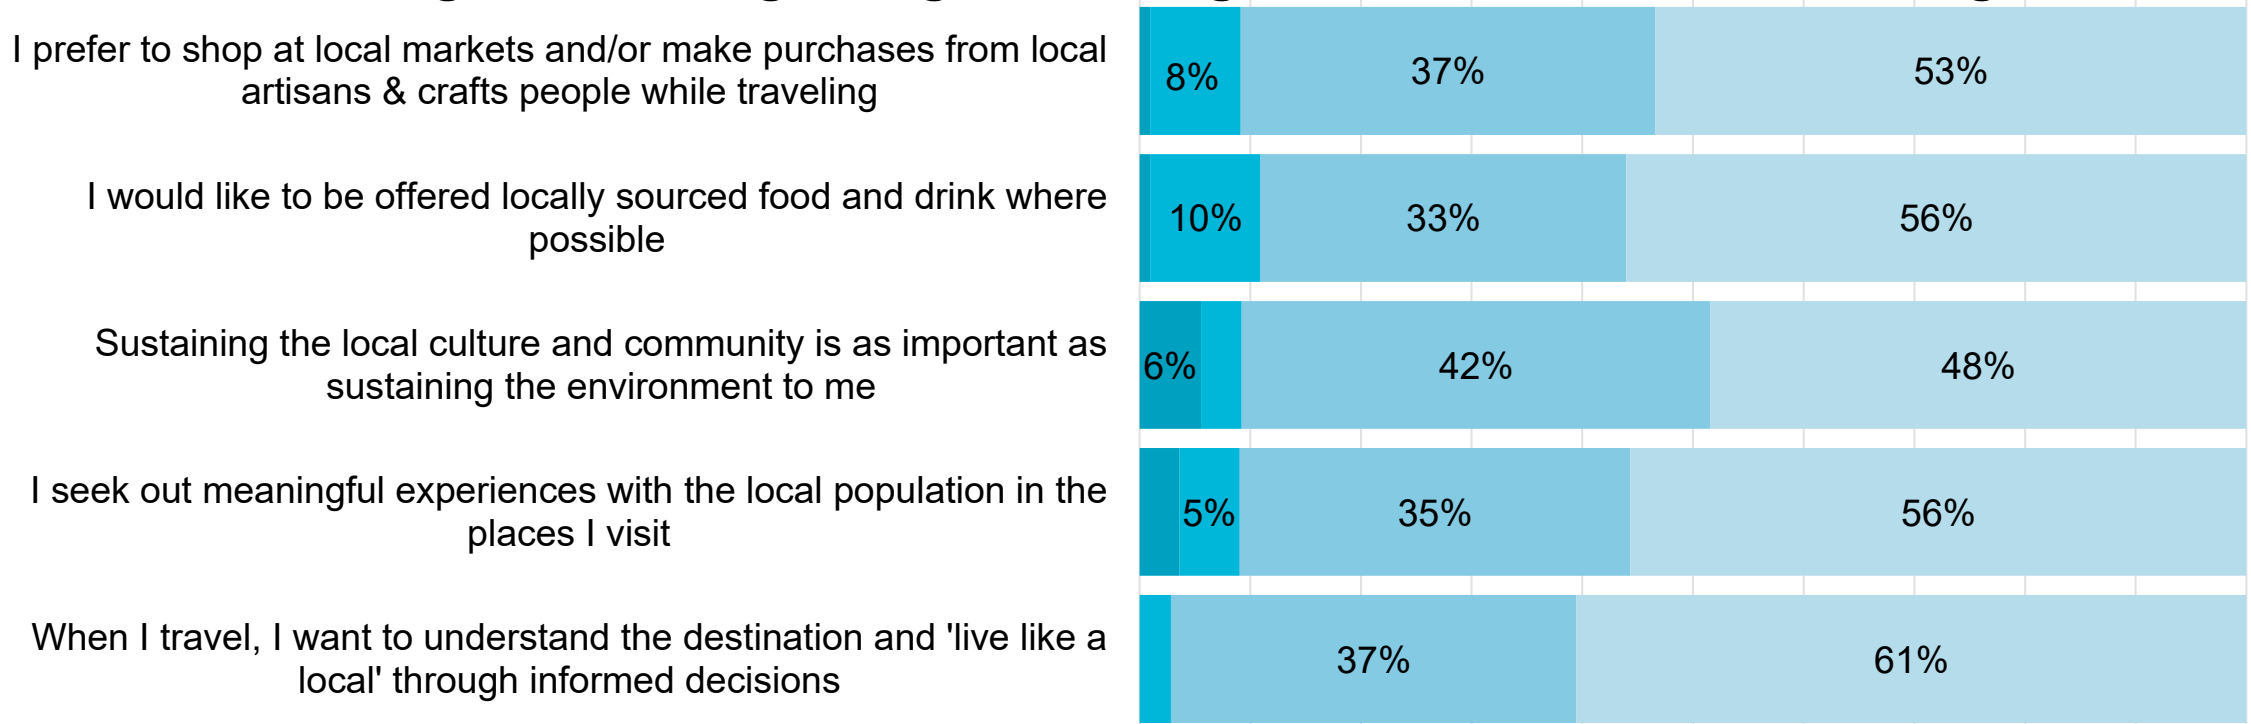 I prefer to shop at local markets and/or make purchases from local
artisans & crafts people while traveling
8% 37% 53%
I would like to be offered locally sourced food and drink where
possible
10% 33% 56%
Sustaining the local culture and community is as important as
sustaining the environment to me
6% 42% 48%
I seek out meaningful experiences with the local population in the
places I visit
5% 35% 56%
When I travel, I want to understand the destination and 'live like a
local' through informed decisions
37% 61%